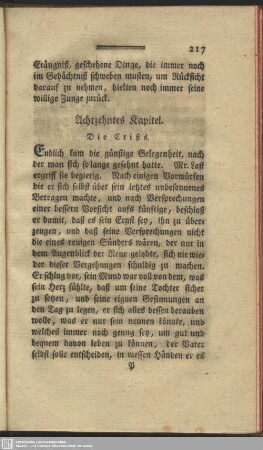 217
Eräugniß, geschehene Dinge, die immer noch
im Gedächtniß schweben musten, um Rücksicht
darauf zu nehmen, hielten noch immer seine
willige Zunge zurück.
Achtzehntes Kapitel.
Die Crisis.
Endlich kam die günstige Gelegenheit, nach
der man sich so lange gesehnt hatte. Mr. Last
ergriff sie begierig. Nach einigen Vorwürfen
die er sich selbst über sein letztes unbesonnenes
Betragen machte, und nach Versprechungen
einer bessern Vorsicht aufs künftige, beschloß
er damit, daß es sein Ernst sey, ihn zu über
zeugen, und daß seine Versprechungen nicht
die eines reuigen Sünders wären, der nur in
dem Augenblick der Reue gelobte, sich nie wie
der dieser Vergehungen schuldig zu machen.
Er schwieg, sein Mund war voll von dem, was
sein Herz fühlte, daß um seine Tochter sicher
zu setzen, und seine eignen Gesinnungen an
den Tag zu legen, er sich alles dessen berauben
wolle, was er nur sein nennen könnte, und
welches immer noch genug sey, um gut und
bequem davon leben zu können, der Vater
selbst solle entscheiden, in wessen Händen er es
P